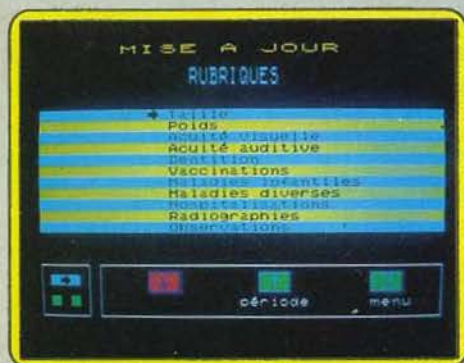 MISE A JOUR
RUBRIQUES
Taille
Poids
Acuité visuelle
Acuité auditive
Dentition
Vaccinations
Maladies infantiles
Maladies diverses
Hospitalisations
Radiographies
Observations
période menu